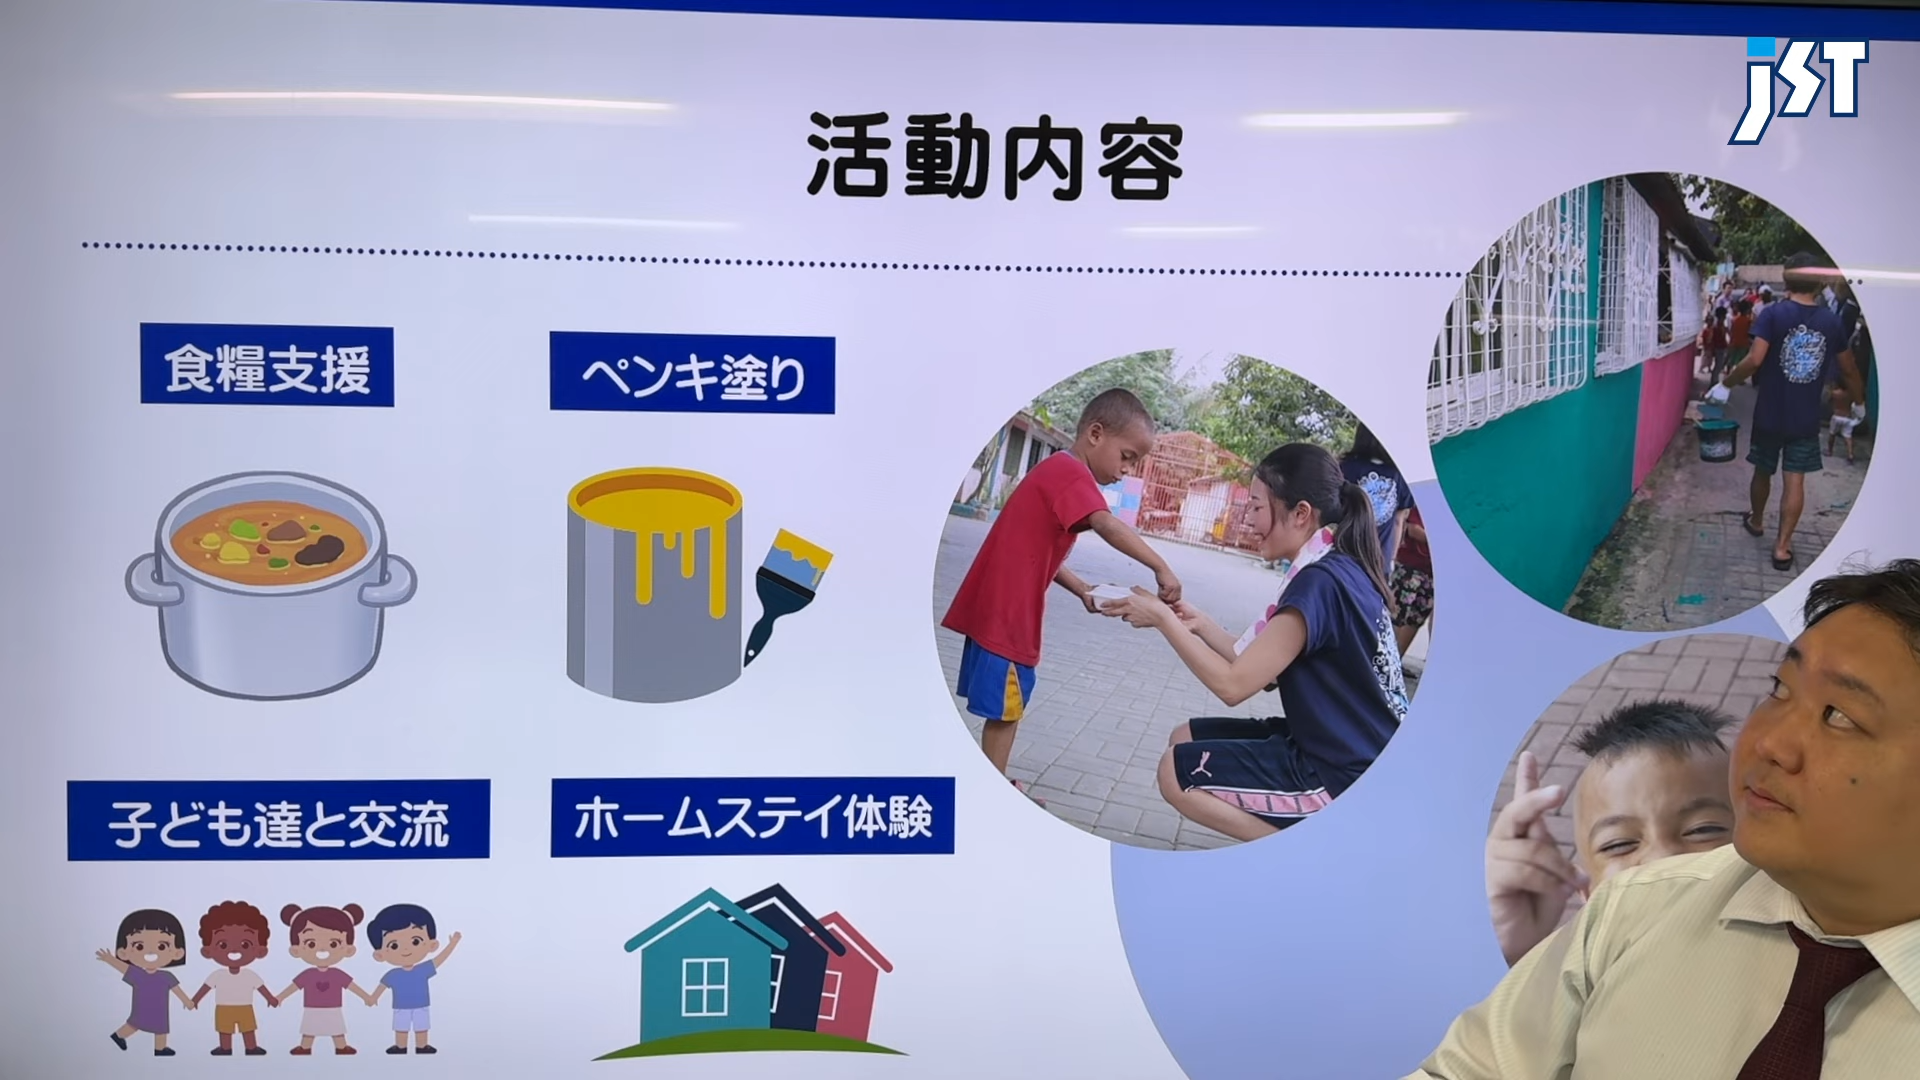 jST
活動内容
食糧支援
ペンキ塗り
子ども達と交流
ホームステイ体験